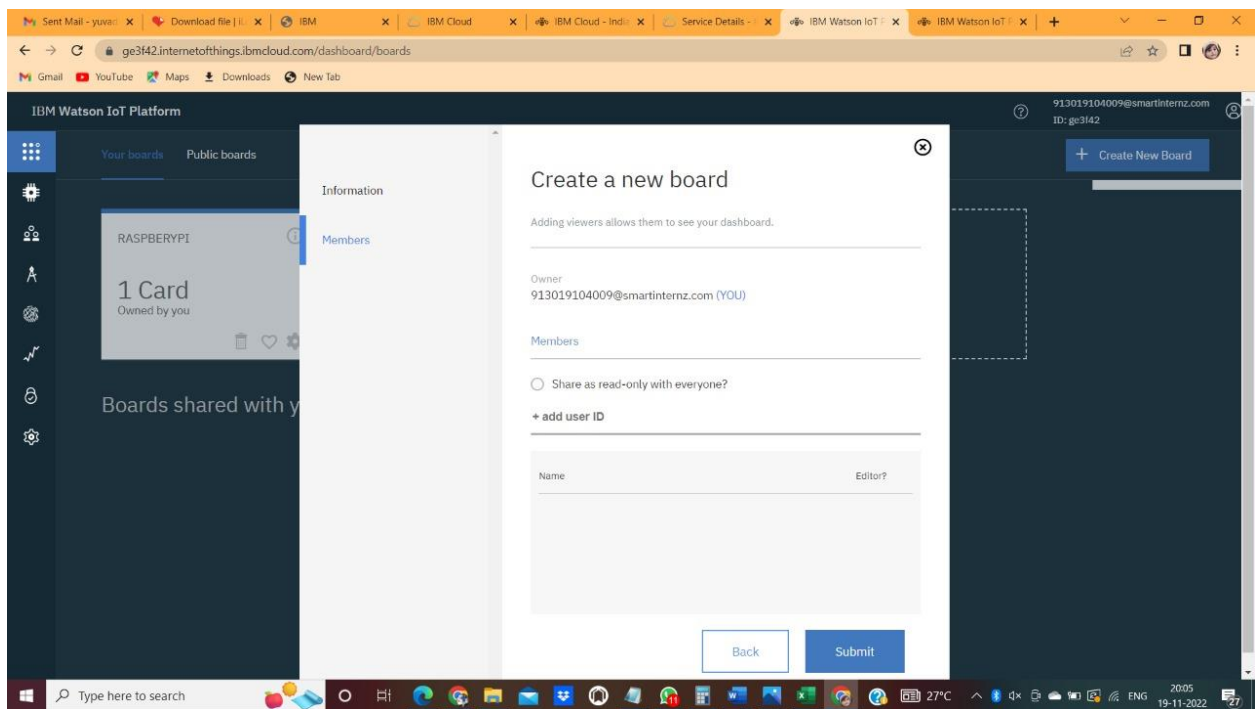 Sent Mail - yuva
Download file | iL
IBM
IBM Cloud
IBM Cloud - India
Service Details -
IBM Watson IoT P
IBM Watson IoT P
ge3f42.internetofthings.ibmcloud.com/dashboard/boards
Gmail YouTube Maps Downloads New Tab
IBM Watson IoT Platform
913019104009@smartinternz.com
ID: ge3f42
Your boards Public boards
+ Create New Board
RASPBERYPI
1 Card
Owned by you
Boards shared with y
Information
Members
Create a new board
Adding viewers allows them to see your dashboard.
Owner
913019104009@smartinternz.com (YOU)
Members
Share as read-only with everyone?
+ add user ID
Name Editor?
Back Submit
Type here to search
11
27°C
ENG
20:05
19-11-2022
27